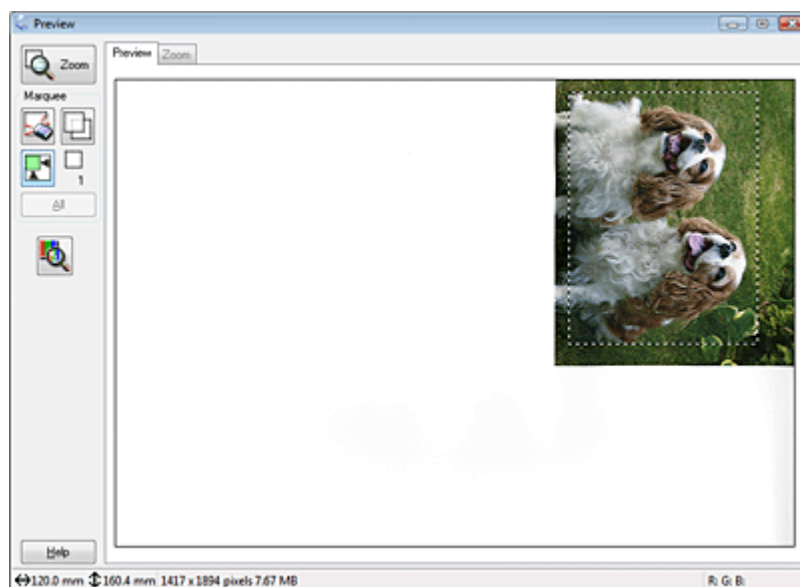 Preview
Zoom
Marquee
1
All
Preview Zoom
Help
120.0 mm 160.4 mm 1417 x 1894 pixels 7.67 MB
R: G: B: